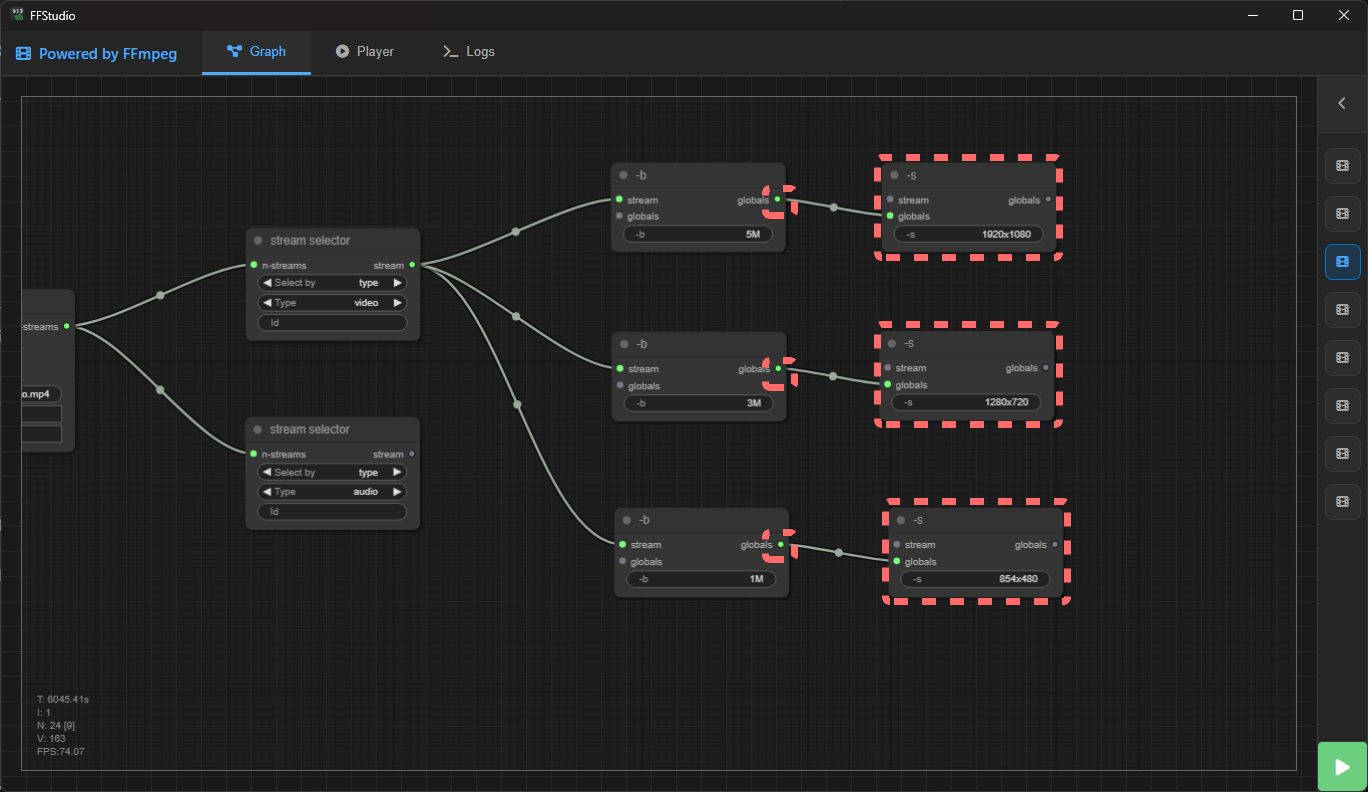 FFStudio
Powered by FFmpeg
Graph
Player
Logs
-streams
o.mp4
stream selector
n-streams stream
Select by type
Type video
Id
stream selector
n-streams stream
Select by type
Type audio
Id
-b
stream globals
globals
-b 5M
-s
stream globals
globals
-s 1920x1080
-b
stream globals
globals
-b 3M
-s
stream globals
globals
-s 1280x720
-b
stream globals
globals
-b 1M
-s
stream globals
globals
-s 854x480
T: 6045.41s
I: 1
N: 24 [9]
V: 163
FPS:74.07